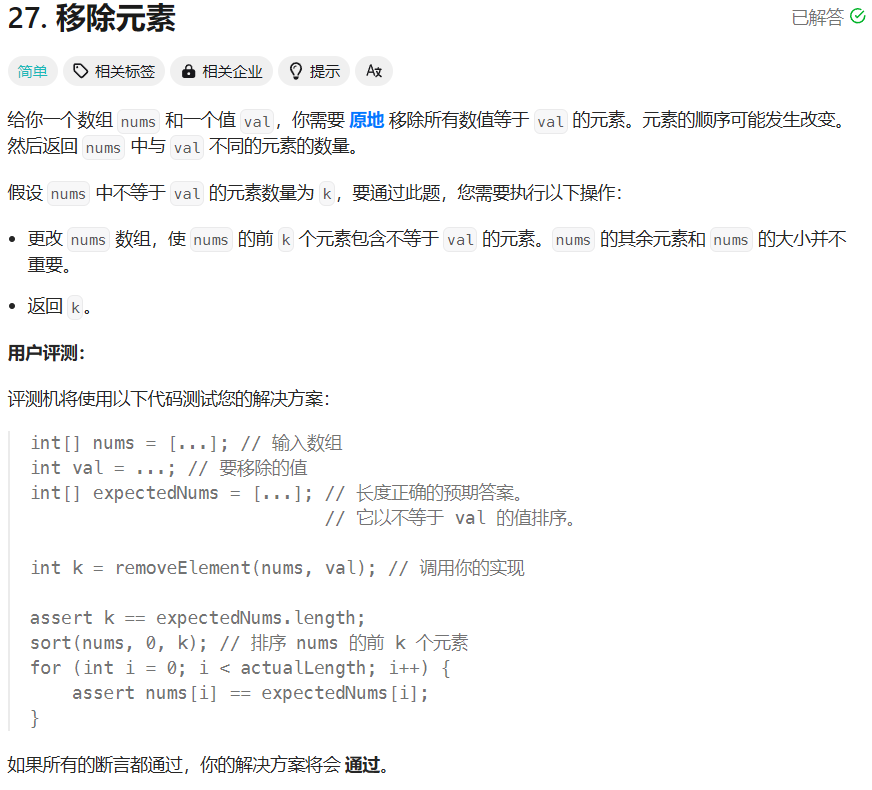 27. 移除元素
已解答
简单 相关标签 相关企业 提示 Aあ
给你一个数组 nums 和一个值 val，你需要 原地 移除所有数值等于 val 的元素。元素的顺序可能发生改变。
然后返回 nums 中与 val 不同的元素的数量。
假设 nums 中不等于 val 的元素数量为 k，要通过此题，您需要执行以下操作：
• 更改 nums 数组，使 nums 的前 k 个元素包含不等于 val 的元素。nums 的其余元素和 nums 的大小并不
重要。
• 返回 k。
用户评测：
评测机将使用以下代码测试您的解决方案：
int[] nums = [...]; // 输入数组
int val = ...; // 要移除的值
int[] expectedNums = [...]; // 长度正确的预期答案。
// 它以不等于 val 的值排序。
int k = removeElement(nums, val); // 调用你的实现
assert k == expectedNums.length;
sort(nums, 0, k); // 排序 nums 的前 k 个元素
for (int i = 0; i < actualLength; i++) {
assert nums[i] == expectedNums[i];
}
如果所有的断言都通过，你的解决方案将会 通过。